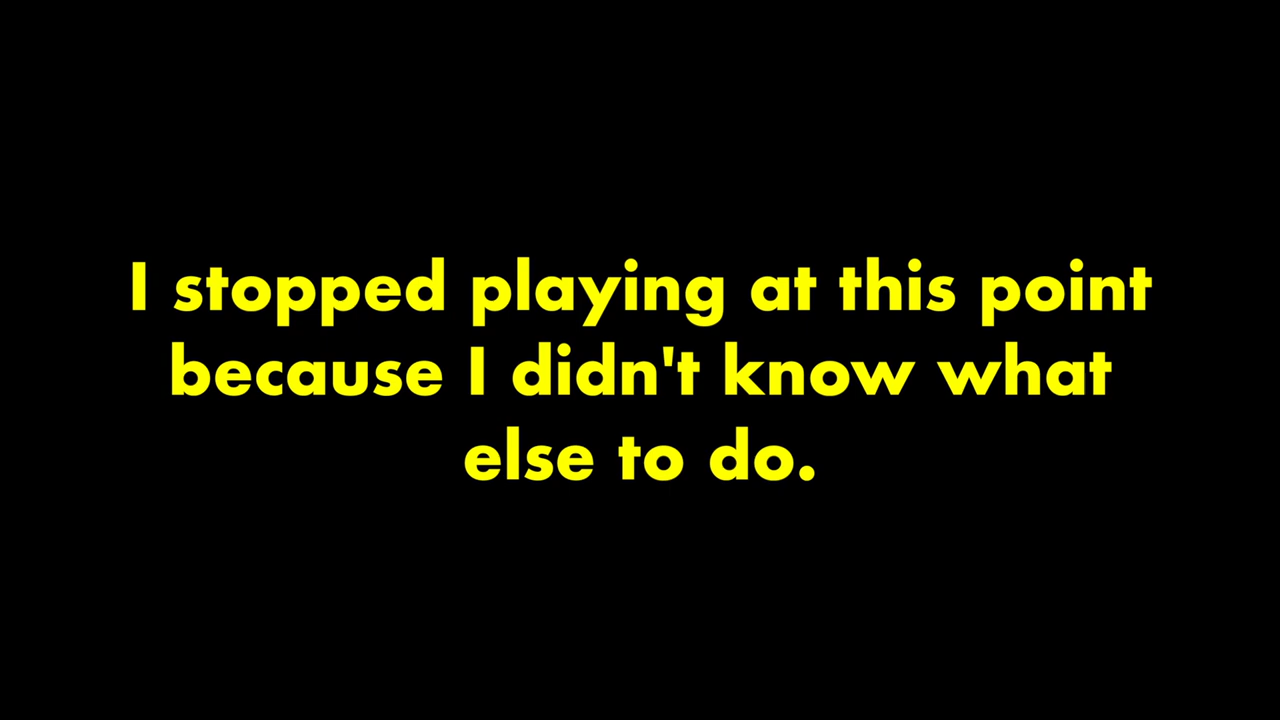 I stopped playing at this point
because I didn't know what
else to do.